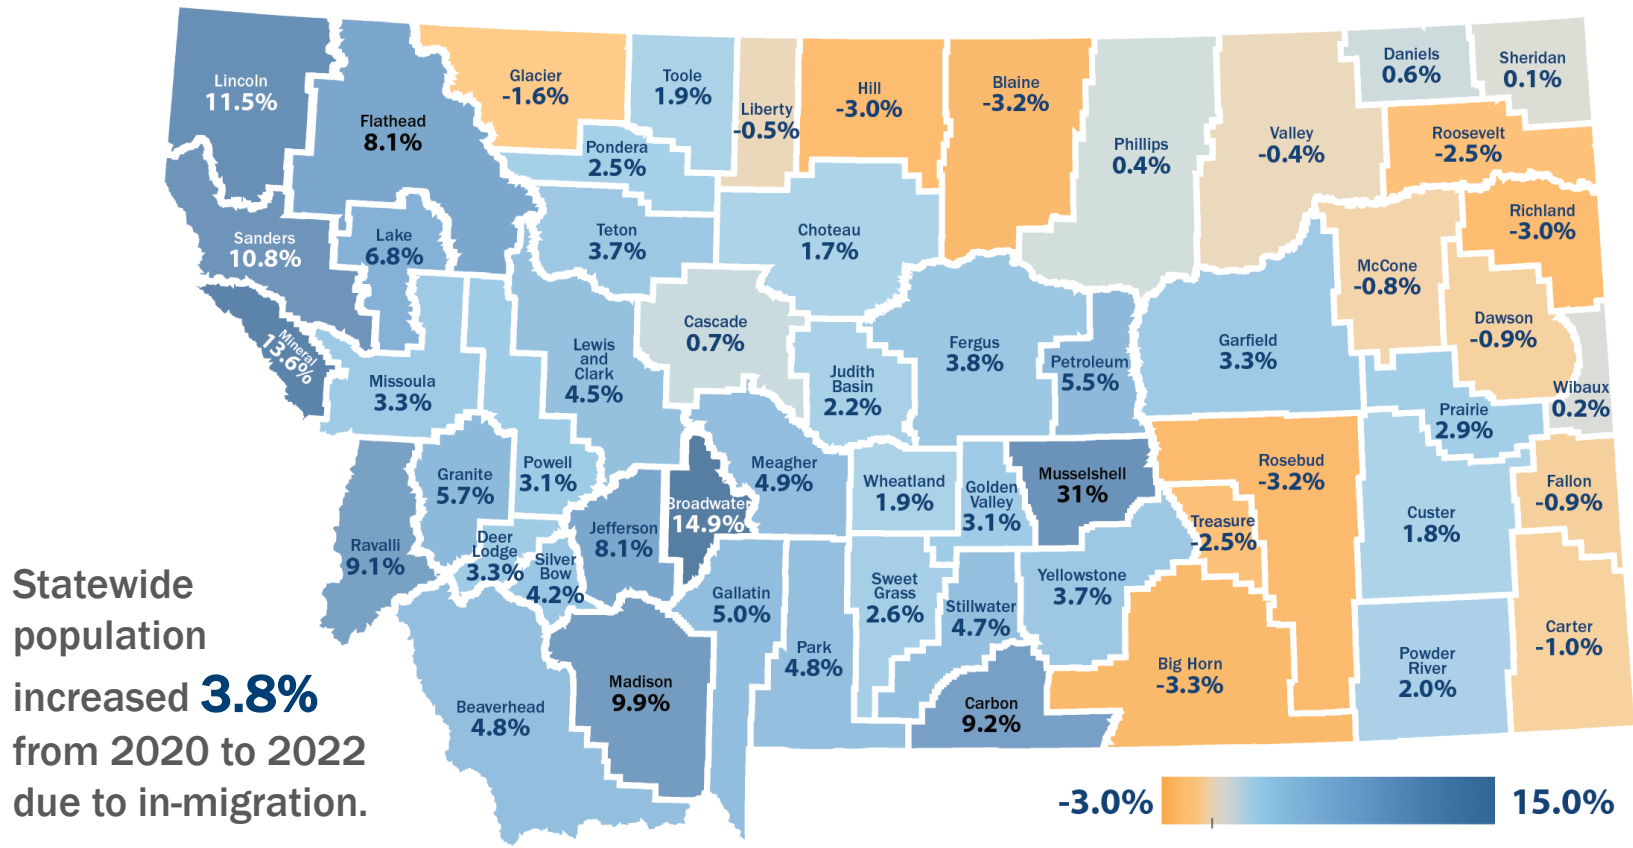 Lincoln
11.5%
Flathead
8.1%
Glacier
-1.6%
Toole
1.9%
Liberty
-0.5%
Hill
-3.0%
Blaine
-3.2%
Phillips
0.4%
Valley
-0.4%
Daniels
0.6%
Sheridan
0.1%
Roosevelt
-2.5%
Pondera
2.5%
Richland
-3.0%
Sanders
10.8%
Lake
6.8%
Teton
3.7%
Choteau
1.7%
McCone
-0.8%
Dawson
-0.9%
Mineral
13.6%
Missoula
3.3%
Lewis
and
Clark
4.5%
Cascade
0.7%
Judith
Basin
2.2%
Fergus
3.8%
Petroleum
5.5%
Garfield
3.3%
Prairie
2.9%
Wibaux
0.2%
Granite
5.7%
Powell
3.1%
Meagher
4.9%
Wheatland
1.9%
Golden
Valley
3.1%
Musselshell
31%
Rosebud
-3.2%
Treasure
-2.5%
Custer
1.8%
Fallon
-0.9%
Ravalli
9.1%
Deer
Lodge
3.3%
Silver
Bow
4.2%
Jefferson
8.1%
Broadwater
14.9%
Gallatin
5.0%
Park
4.8%
Sweet
Grass
2.6%
Stillwater
4.7%
Yellowstone
3.7%
Big Horn
-3.3%
Powder
River
2.0%
Carter
-1.0%
Beaverhead
4.8%
Madison
9.9%
Carbon
9.2%
Statewide
population
increased 3.8%
from 2020 to 2022
due to in-migration.
-3.0%
15.0%